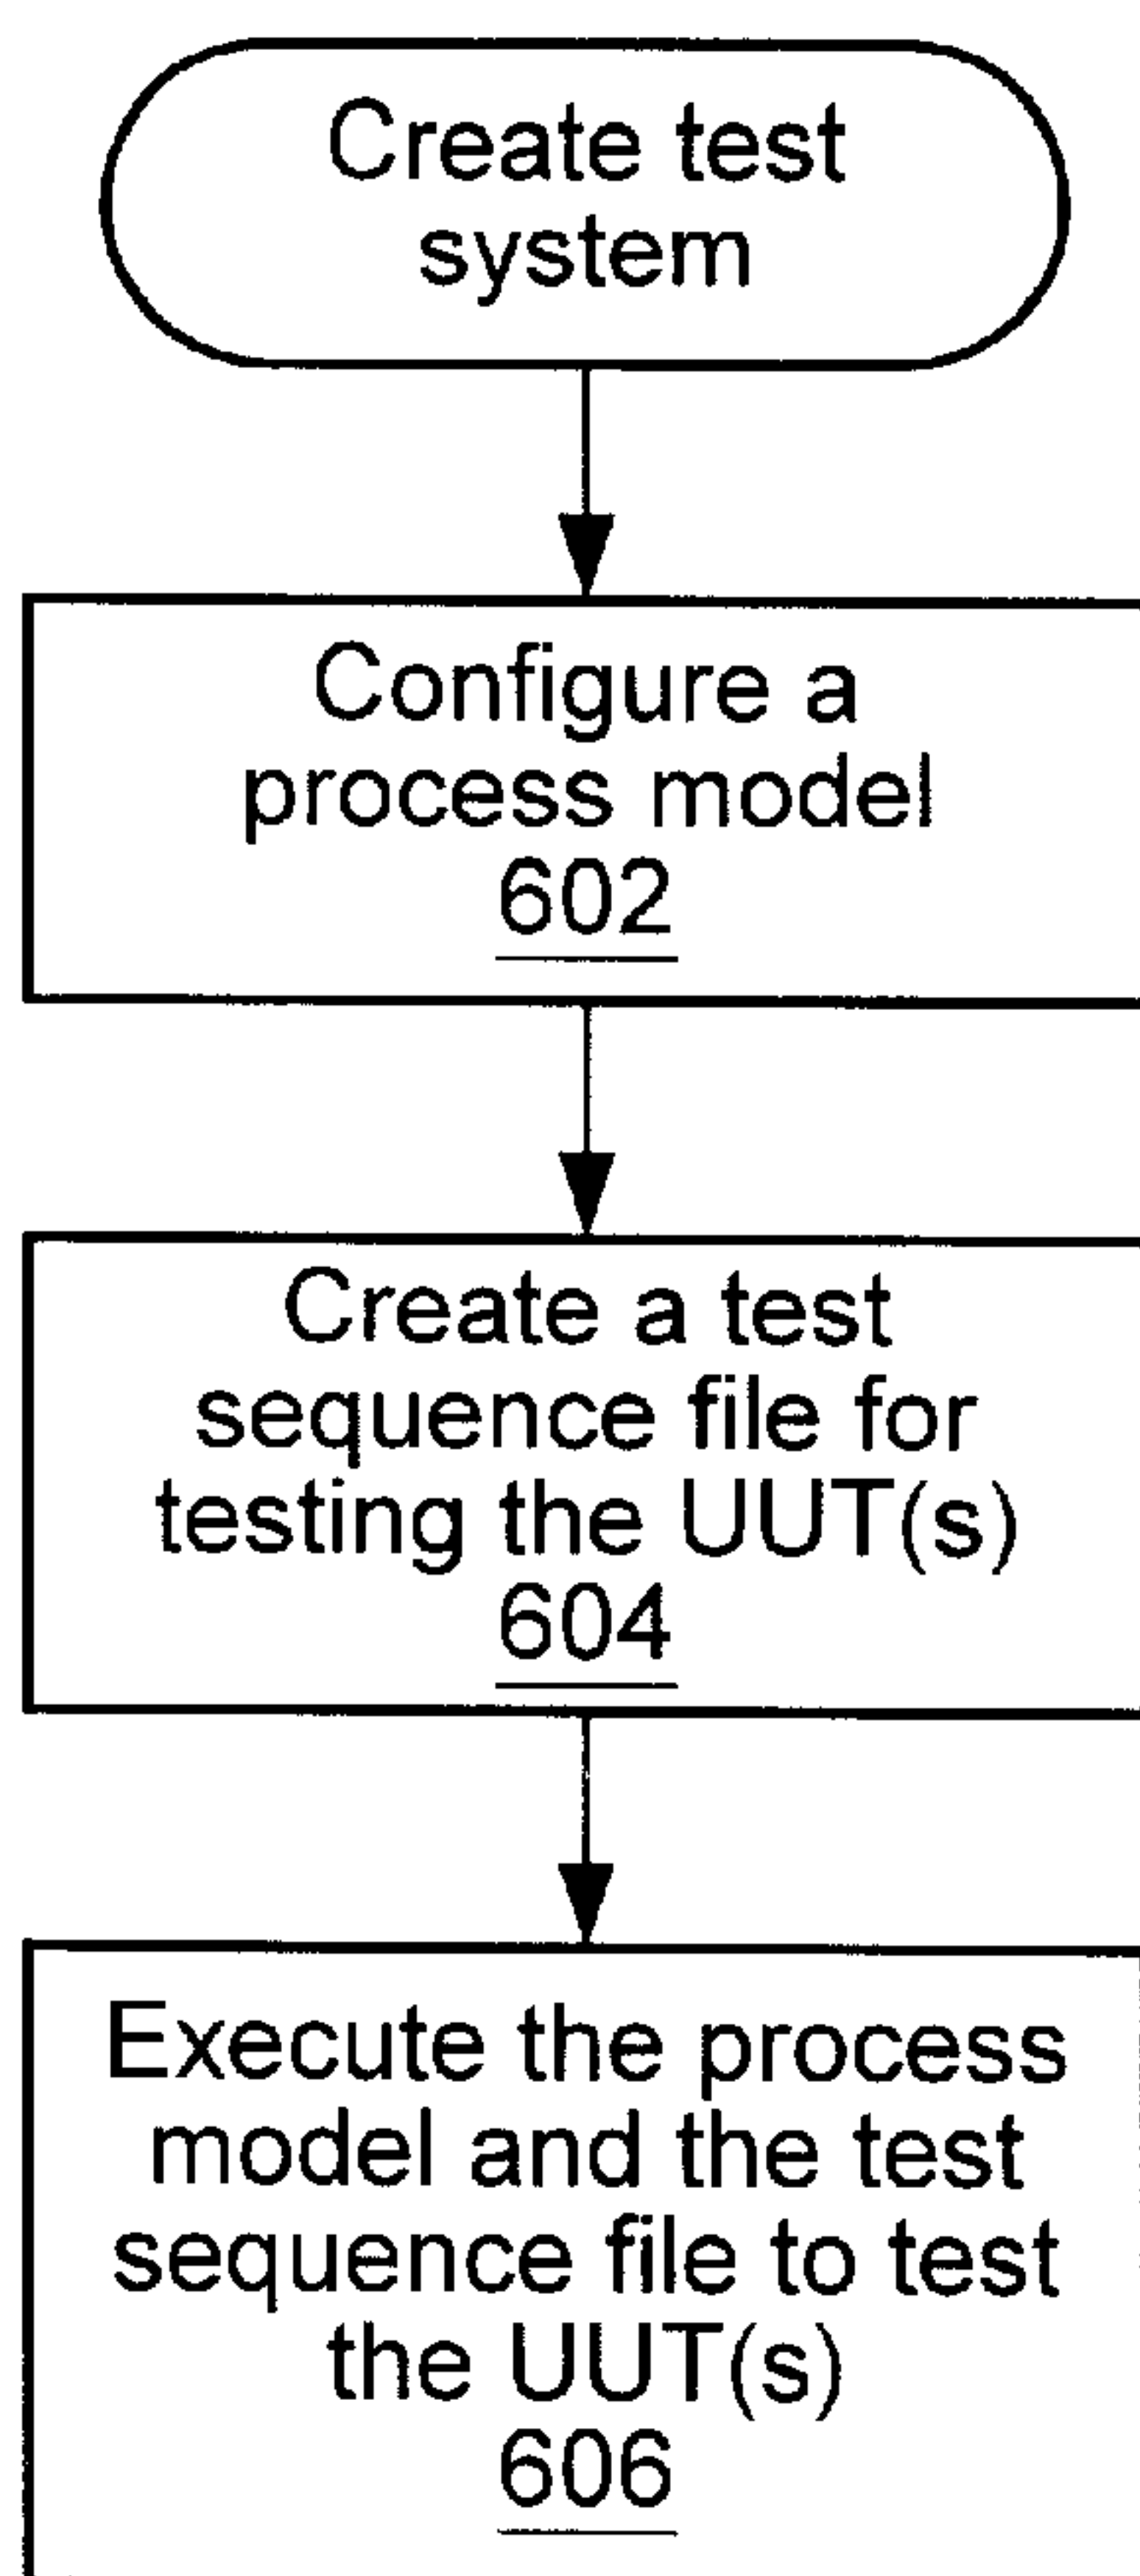 Create test
system
Configure a
process model
602
Create a test
sequence file for
testing the UUT(s)
604
Execute the process
model and the test
sequence file to test
the UUT(s)
606